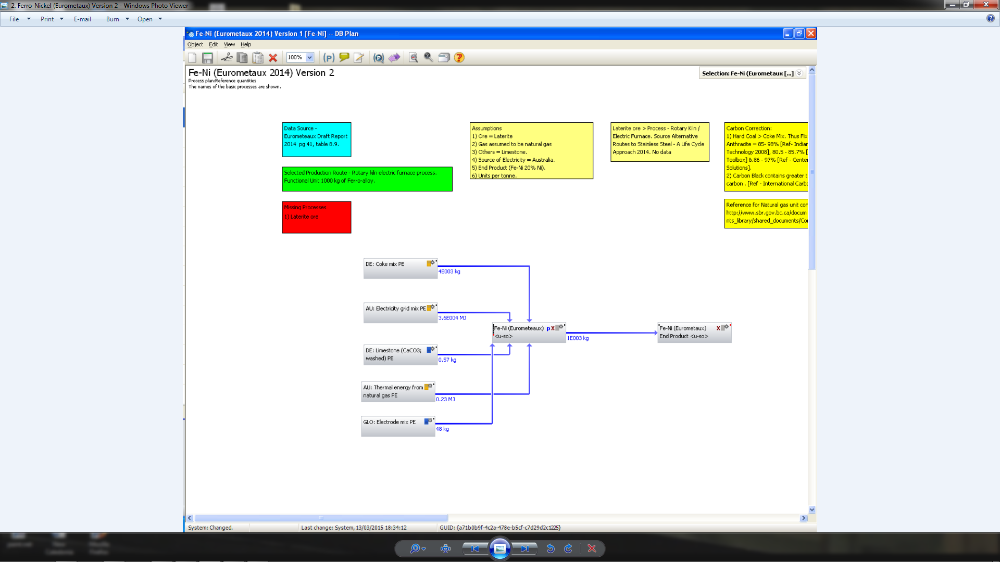 2. Ferro-Nickel (Eurometaux) Version 2 - Windows Photo Viewer
File Print E-mail Burn Open
Fe-Ni (Eurometaux 2014) Version 1 [Fe-Ni] -- DB Plan
Object Edit View Help
100%
Fe-Ni (Eurometaux 2014) Version 2
Process plan:Reference quantities
The names of the basic processes are shown.
Selection: Fe-Ni (Eurometaux [...]
Data Source -
Eurometeaux Draft Report
2014 pg 41, table 8.9.
Selected Production Route - Rotary kiln electric furnace process.
Functional Unit 1000 kg of Ferro-alloy.
Missing Processes
1) Laterite ore
Assumptions
1) Ore = Laterite
2) Gas assumed to be natural gas
3) Others = Limestone.
4) Source of Electricity = Australia.
5) End Product (Fe-Ni 20% Ni).
6) Units per tonne.
Laterite ore > Process - Rotary Kiln /
Electric Furnace. Source Alternative
Routes to Stainless Steel - A Life Cycle
Approach 2014. No data
Carbon Correction:
1) Hard Coal > Coke Mix. Thus Fix
Anthracite = 85- 98% [Ref- Indian
Technology 2008], 80.5 - 85.7% [
Toolbox] & 86 - 97% [Ref - Center
Solutions].
2) Carbon Black contains greater t
carbon . [Ref - International Carbo
Reference for Natural gas unit con
http://www.sbr.gov.bc.ca/docum
nts_library/shared_documents/Con
DE: Coke mix PE
4E003 kg
AU: Electricity grid mix PE
3.6E004 MJ
DE: Limestone (CaCO3;
washed) PE
0.57 kg
AU: Thermal energy from
natural gas PE
0.23 MJ
GLO: Electrode mix PE
48 kg
Fe-Ni (Eurometeaux) pX
<u-so>
1E003 kg
Fe-Ni (Eurometaux) X
End Product <u-so>
System: Changed.
Last change: System, 13/03/2015 18:34:12
GUID: {a71b0b9f-4c2a-478e-b5cf-c7d29d2c1225}